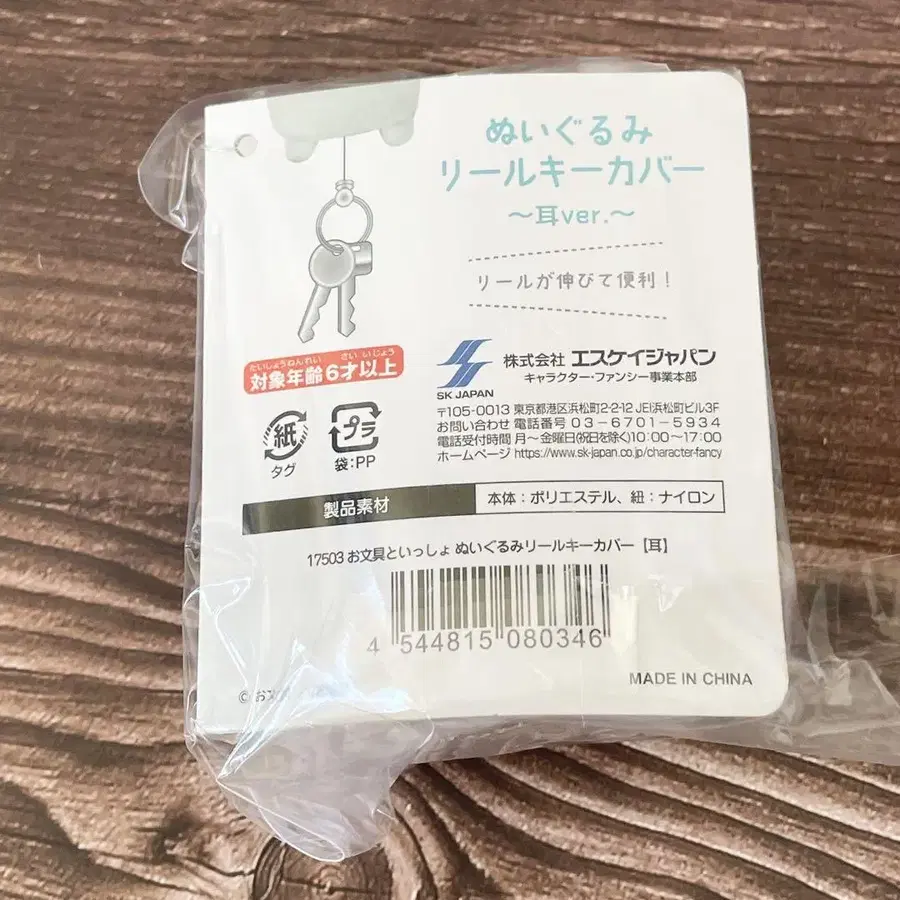 ぬいぐるみ
リールキーカバー
～耳ver.～
リールが伸びて便利！
たいしょうねんれい さい いじょう
対象年齢6才以上
紙
タグ
プラ
袋:PP
SK JAPAN
株式会社 エスケイジャパン
キャラクター・ファンシー事業本部
〒105-0013 東京都港区浜松町2-2-12 JEI浜松町ビル3F
お問い合わせ 電話番号 03-6701-5934
電話受付時間 月～金曜日(祝日を除く)10:00～17:00
ホームページ https://www.sk-japan.co.jp/character-fancy
製品素材
本体：ポリエステル、紐：ナイロン
17503 お文具といっしょ ぬいぐるみリールキーカバー【耳】
4 544815 080346
© お文
MADE IN CHINA